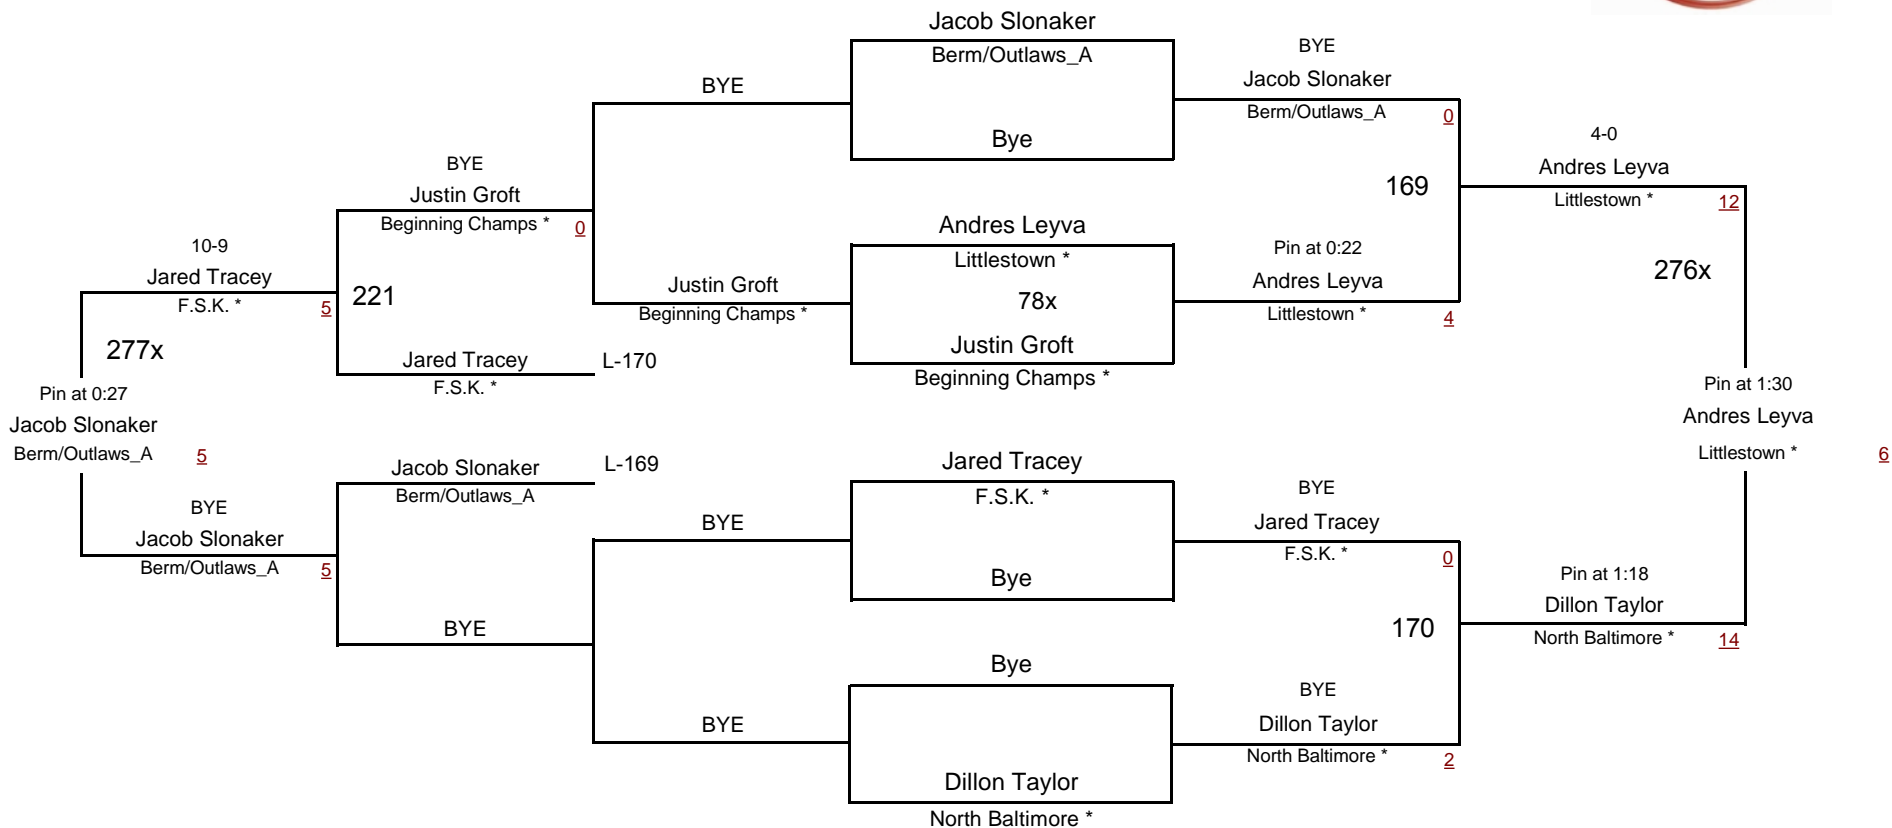 Jacob Slonaker
Berm/Outlaws_A
BYE
Jacob Slonaker
Berm/Outlaws_A
0
BYE
Bye
4-0
Andres Leyva
Littlestown *
12
169
BYE
Justin Groft
Beginning Champs *
0
Andres Leyva
Littlestown *
78x
Justin Groft
Beginning Champs *
Pin at 0:22
Andres Leyva
Littlestown *
4
276x
10-9
Jared Tracey
F.S.K. *
5
221
Justin Groft
Beginning Champs *
277x
Jared Tracey
F.S.K. *
L-170
Pin at 0:27
Jacob Slonaker
Berm/Outlaws_A
5
Pin at 1:30
Andres Leyva
Littlestown *
6
Jacob Slonaker
Berm/Outlaws_A
L-169
Jared Tracey
F.S.K. *
BYE
Jared Tracey
F.S.K. *
0
BYE
Jacob Slonaker
Berm/Outlaws_A
5
BYE
Bye
Pin at 1:18
Dillon Taylor
North Baltimore *
14
170
BYE
Bye
BYE
Dillon Taylor
North Baltimore *
2
BYE
Dillon Taylor
North Baltimore *